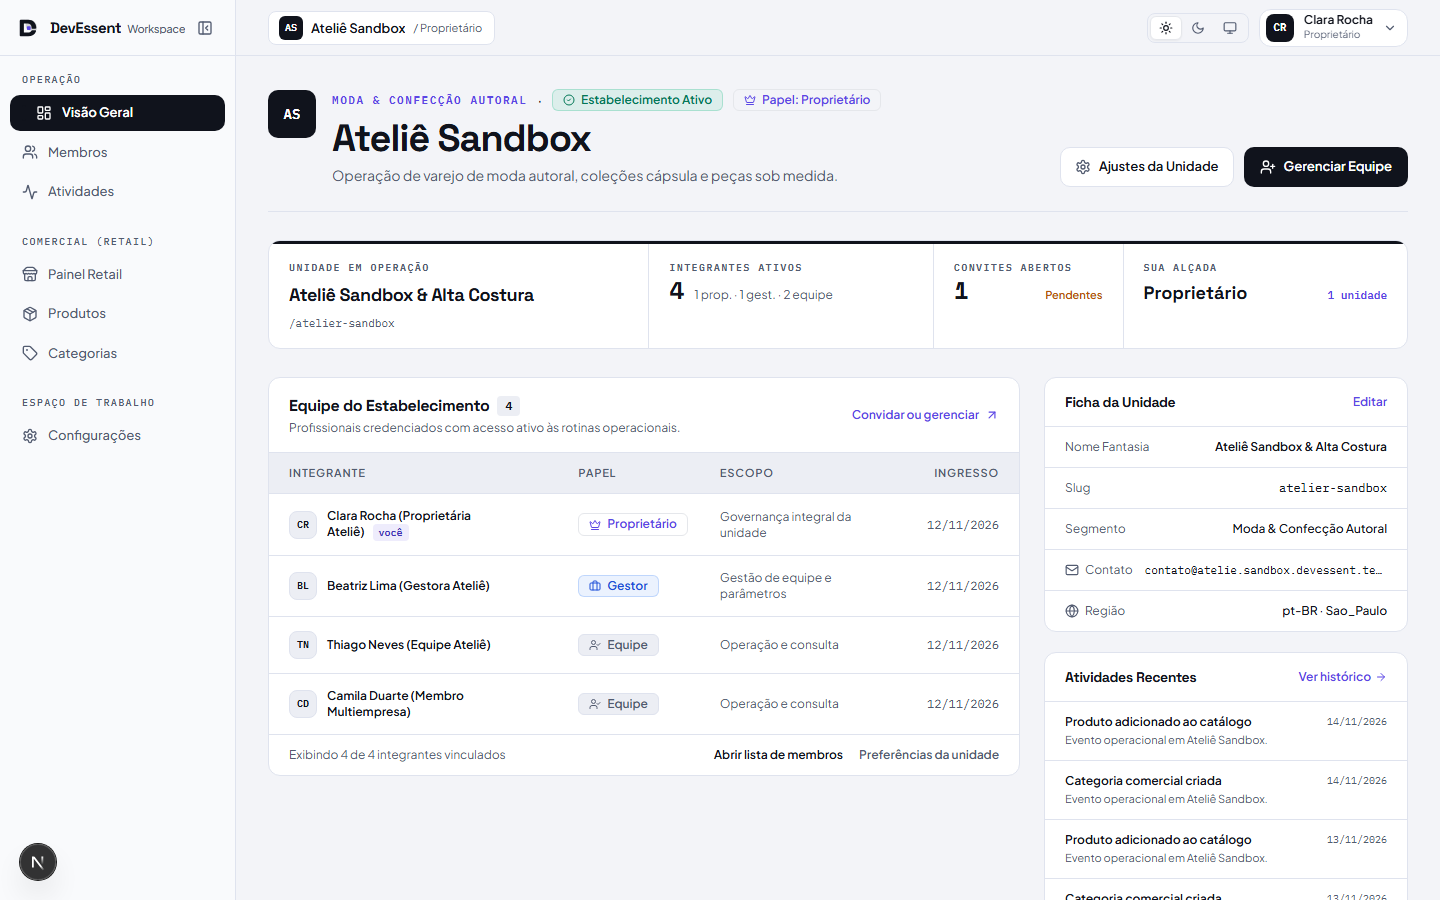 DevEssent Workspace
OPERAÇÃO
Visão Geral
Membros
Atividades
COMERCIAL (RETAIL)
Painel Retail
Produtos
Categorias
ESPAÇO DE TRABALHO
Configurações
N
AS Ateliê Sandbox / Proprietário
CR Clara Rocha
Proprietário
AS
MODA & CONFECÇÃO AUTORAL · Estabelecimento Ativo Papel: Proprietário
Ateliê Sandbox
Operação de varejo de moda autoral, coleções cápsula e peças sob medida.
Ajustes da Unidade
Gerenciar Equipe
UNIDADE EM OPERAÇÃO
Ateliê Sandbox & Alta Costura
/atelier-sandbox
INTEGRANTES ATIVOS
4 1 prop. · 1 gest. · 2 equipe
CONVITES ABERTOS
1 Pendentes
SUA ALÇADA
Proprietário 1 unidade
Equipe do Estabelecimento 4
Profissionais credenciados com acesso ativo às rotinas operacionais.
Convidar ou gerenciar
INTEGRANTE PAPEL ESCOPO INGRESSO
CR Clara Rocha (Proprietária
Ateliê) você
Proprietário
Governança integral da
unidade
12/11/2026
BL Beatriz Lima (Gestora Ateliê)
Gestor
Gestão de equipe e
parâmetros
12/11/2026
TN Thiago Neves (Equipe Ateliê) Equipe Operação e consulta 12/11/2026
CD Camila Duarte (Membro
Multiempresa)
Equipe Operação e consulta 12/11/2026
Exibindo 4 de 4 integrantes vinculados Abrir lista de membros Preferências da unidade
Ficha da Unidade Editar
Nome Fantasia Ateliê Sandbox & Alta Costura
Slug atelier-sandbox
Segmento Moda & Confecção Autoral
Contato contato@atelie.sandbox.devessent.te…
Região pt-BR · Sao_Paulo
Atividades Recentes Ver histórico
Produto adicionado ao catálogo 14/11/2026
Evento operacional em Ateliê Sandbox.
Categoria comercial criada 14/11/2026
Evento operacional em Ateliê Sandbox.
Produto adicionado ao catálogo 13/11/2026
Evento operacional em Ateliê Sandbox.
Categoria comercial criada 13/11/2026